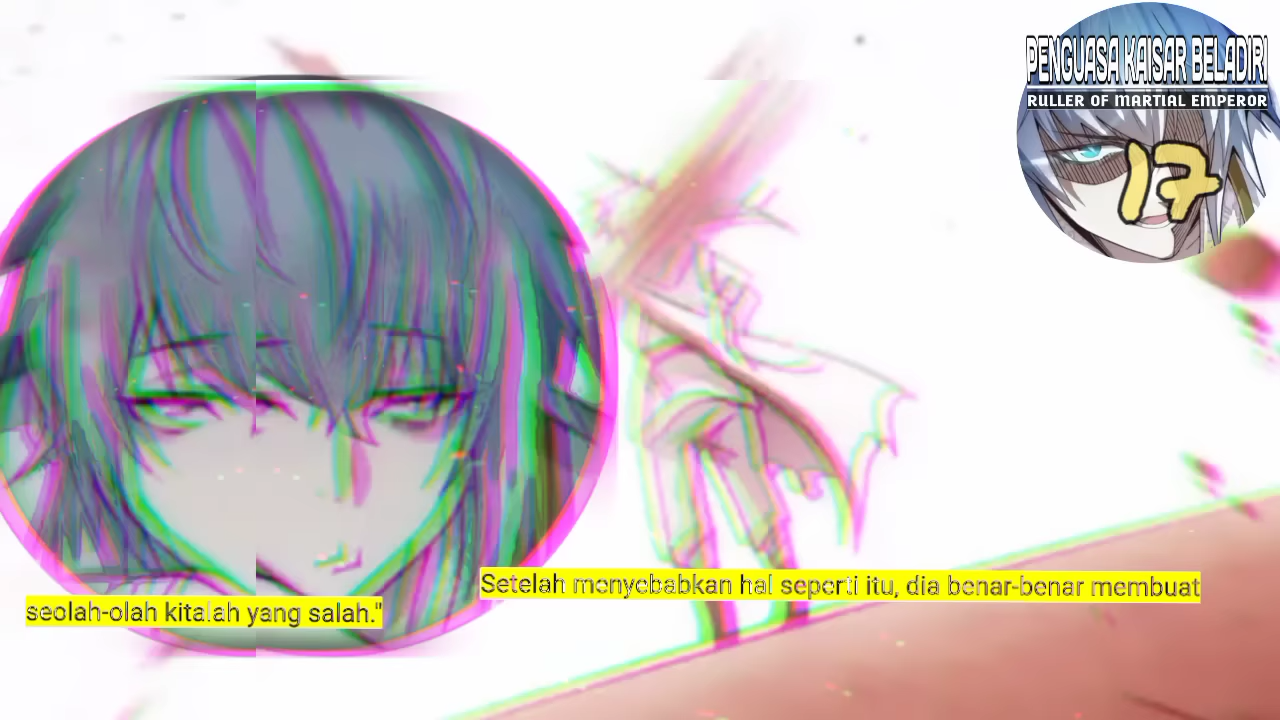 PENGUASA KAISAR BELADIRI
RULLER OF MARTIAL EMPEROR
17
Setelah menyebabkan hal seperti itu, dia benar-benar membuat
seolah-olah kitalah yang salah."